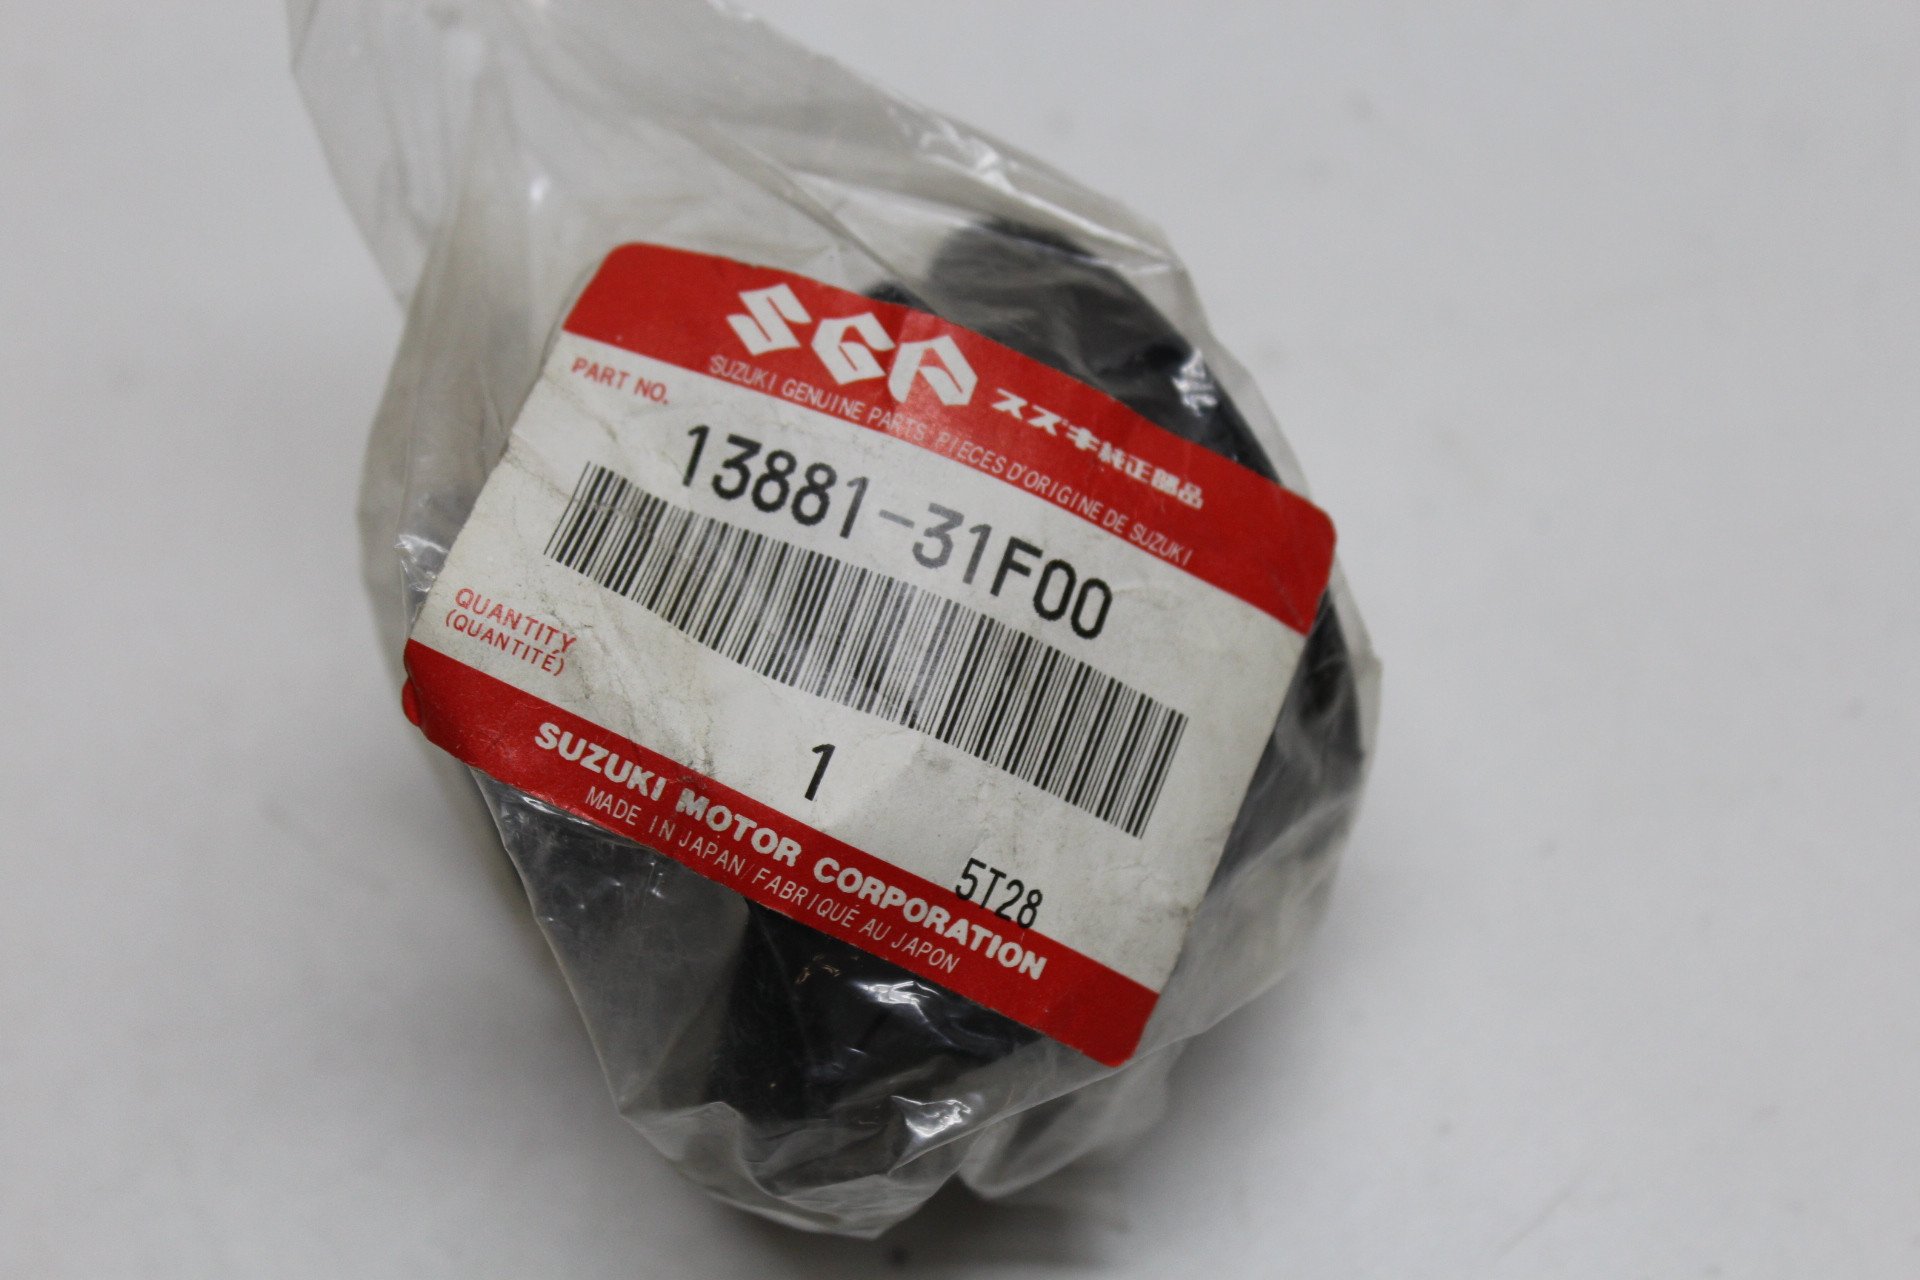 SGP スズキ純正部品
SUZUKI GENUINE PARTS PIECES D'ORIGINE DE SUZUKI
PART NO.
13881-31F00
QUANTITY
(QUANTITÉ)
1
5T28
SUZUKI MOTOR CORPORATION
MADE IN JAPAN/FABRIQUÉ AU JAPON